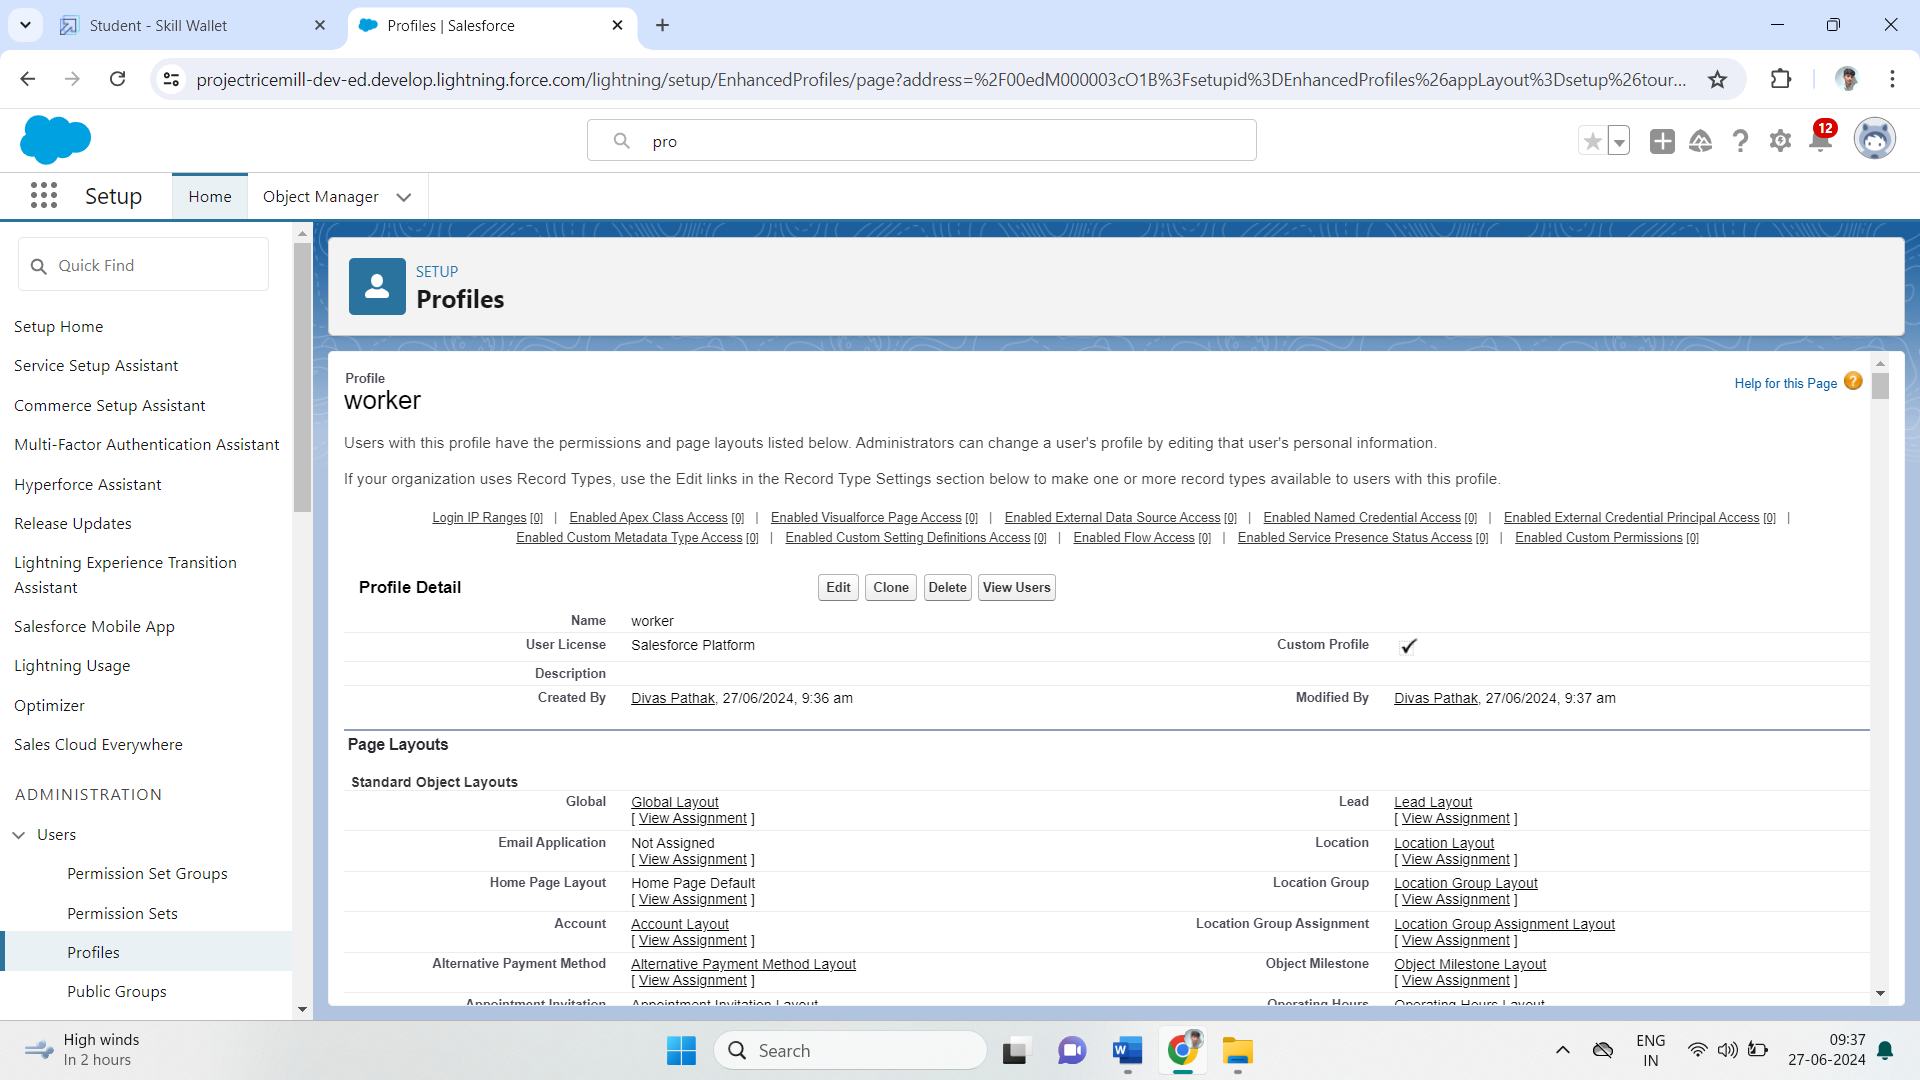 Student - Skill Wallet
Profiles | Salesforce
projectricemill-dev-ed.develop.lightning.force.com/lightning/setup/EnhancedProfiles/page?address=%2F00edM000003cO1B%3Fsetupid%3DEnhancedProfiles%26appLayout%3Dsetup%26tour...
pro
12
Setup
Home
Object Manager
Quick Find
Setup Home
Service Setup Assistant
Commerce Setup Assistant
Multi-Factor Authentication Assistant
Hyperforce Assistant
Release Updates
Lightning Experience Transition
Assistant
Salesforce Mobile App
Lightning Usage
Optimizer
Sales Cloud Everywhere
ADMINISTRATION
Users
Permission Set Groups
Permission Sets
Profiles
Public Groups
SETUP
Profiles
Profile
worker
Help for this Page ?
Users with this profile have the permissions and page layouts listed below. Administrators can change a user's profile by editing that user's personal information.
If your organization uses Record Types, use the Edit links in the Record Type Settings section below to make one or more record types available to users with this profile.
Login IP Ranges [0] | Enabled Apex Class Access [0] | Enabled Visualforce Page Access [0] | Enabled External Data Source Access [0] | Enabled Named Credential Access [0] | Enabled External Credential Principal Access [0] |
Enabled Custom Metadata Type Access [0] | Enabled Custom Setting Definitions Access [0] | Enabled Flow Access [0] | Enabled Service Presence Status Access [0] | Enabled Custom Permissions [0]
Profile Detail Edit Clone Delete View Users
Name worker
User License Salesforce Platform Custom Profile
Description
Created By Divas Pathak, 27/06/2024, 9:36 am Modified By Divas Pathak, 27/06/2024, 9:37 am
Page Layouts
Standard Object Layouts
Global Global Layout Lead Lead Layout
[ View Assignment ] [ View Assignment ]
Email Application Not Assigned Location Location Layout
[ View Assignment ] [ View Assignment ]
Home Page Layout Home Page Default Location Group Location Group Layout
[ View Assignment ] [ View Assignment ]
Account Account Layout Location Group Assignment Location Group Assignment Layout
[ View Assignment ] [ View Assignment ]
Alternative Payment Method Alternative Payment Method Layout Object Milestone Object Milestone Layout
[ View Assignment ] [ View Assignment ]
Appointment Invitation Appointment Invitation Layout Operating Hours Operating Hours Layout
High winds
In 2 hours
Search
W
ENG
IN
09:37
27-06-2024